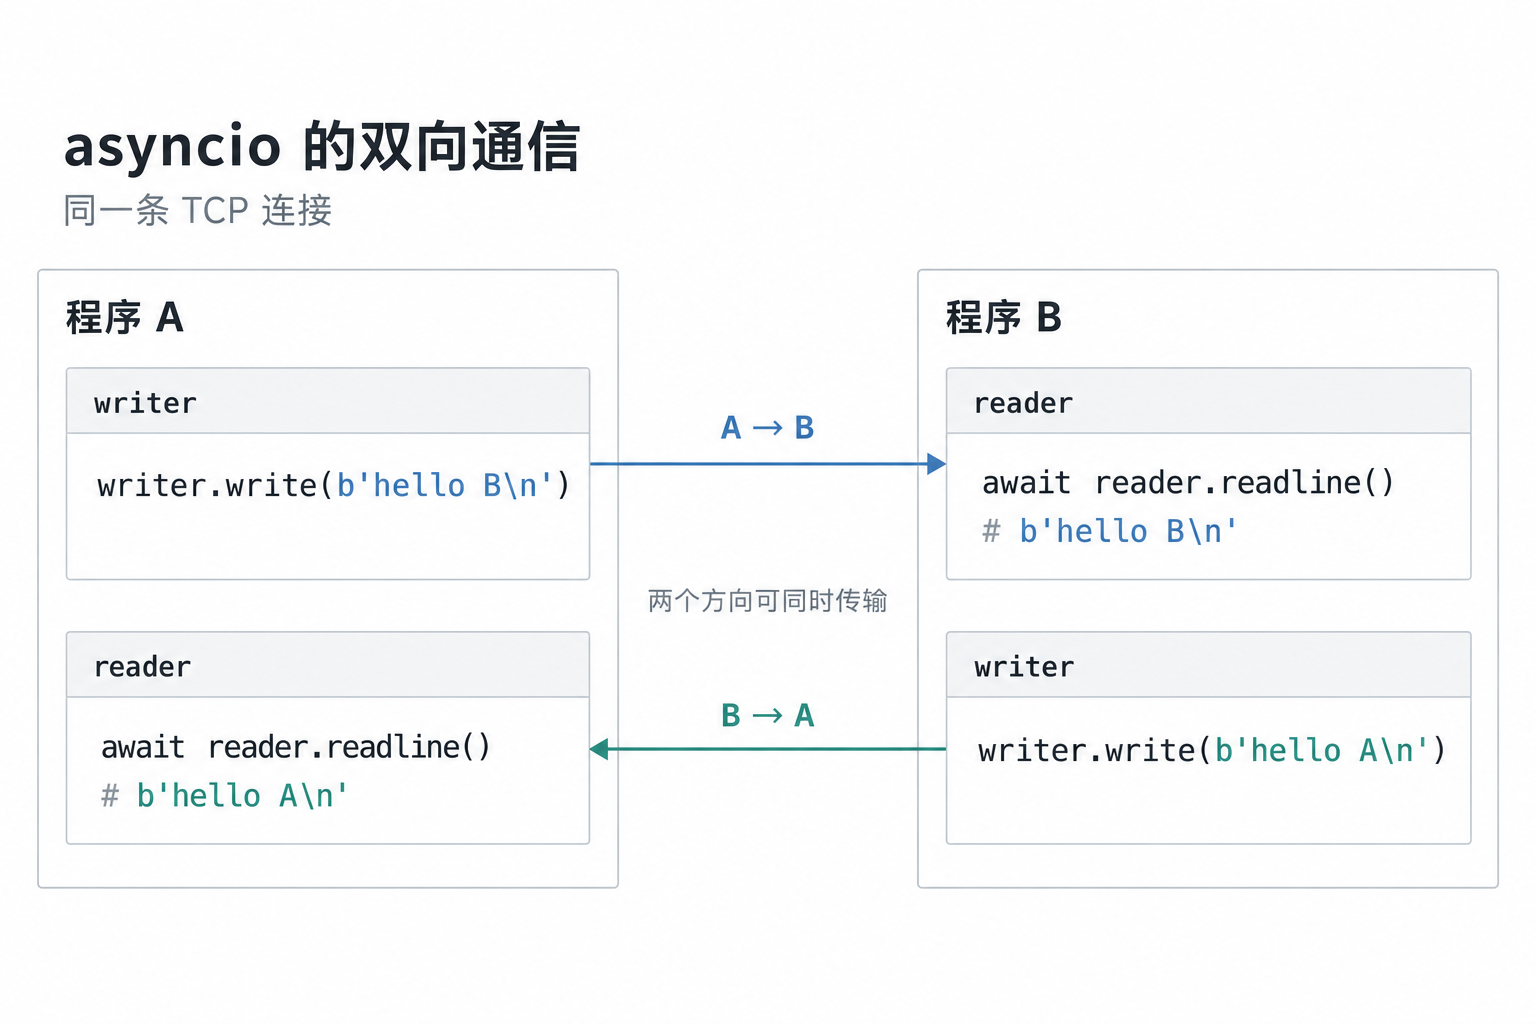 asyncio 的双向通信
同一条 TCP 连接
程序 A
writer
writer.write(b'hello B\n')
reader
await reader.readline()
# b'hello A\n'
A → B
两个方向可同时传输
B → A
程序 B
reader
await reader.readline()
# b'hello B\n'
writer
writer.write(b'hello A\n')